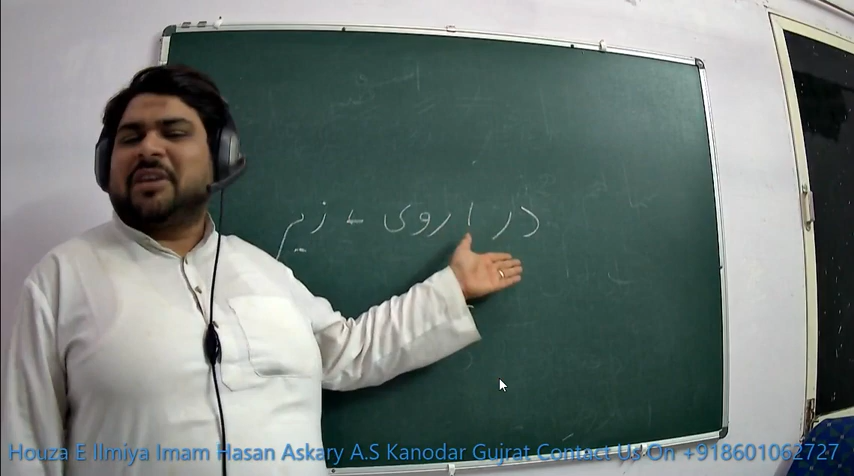 در / روی - زیر
Houza E Ilmiya Imam Hasan Askary A.S Kanodar Gujrat Contact Us On +918601062727